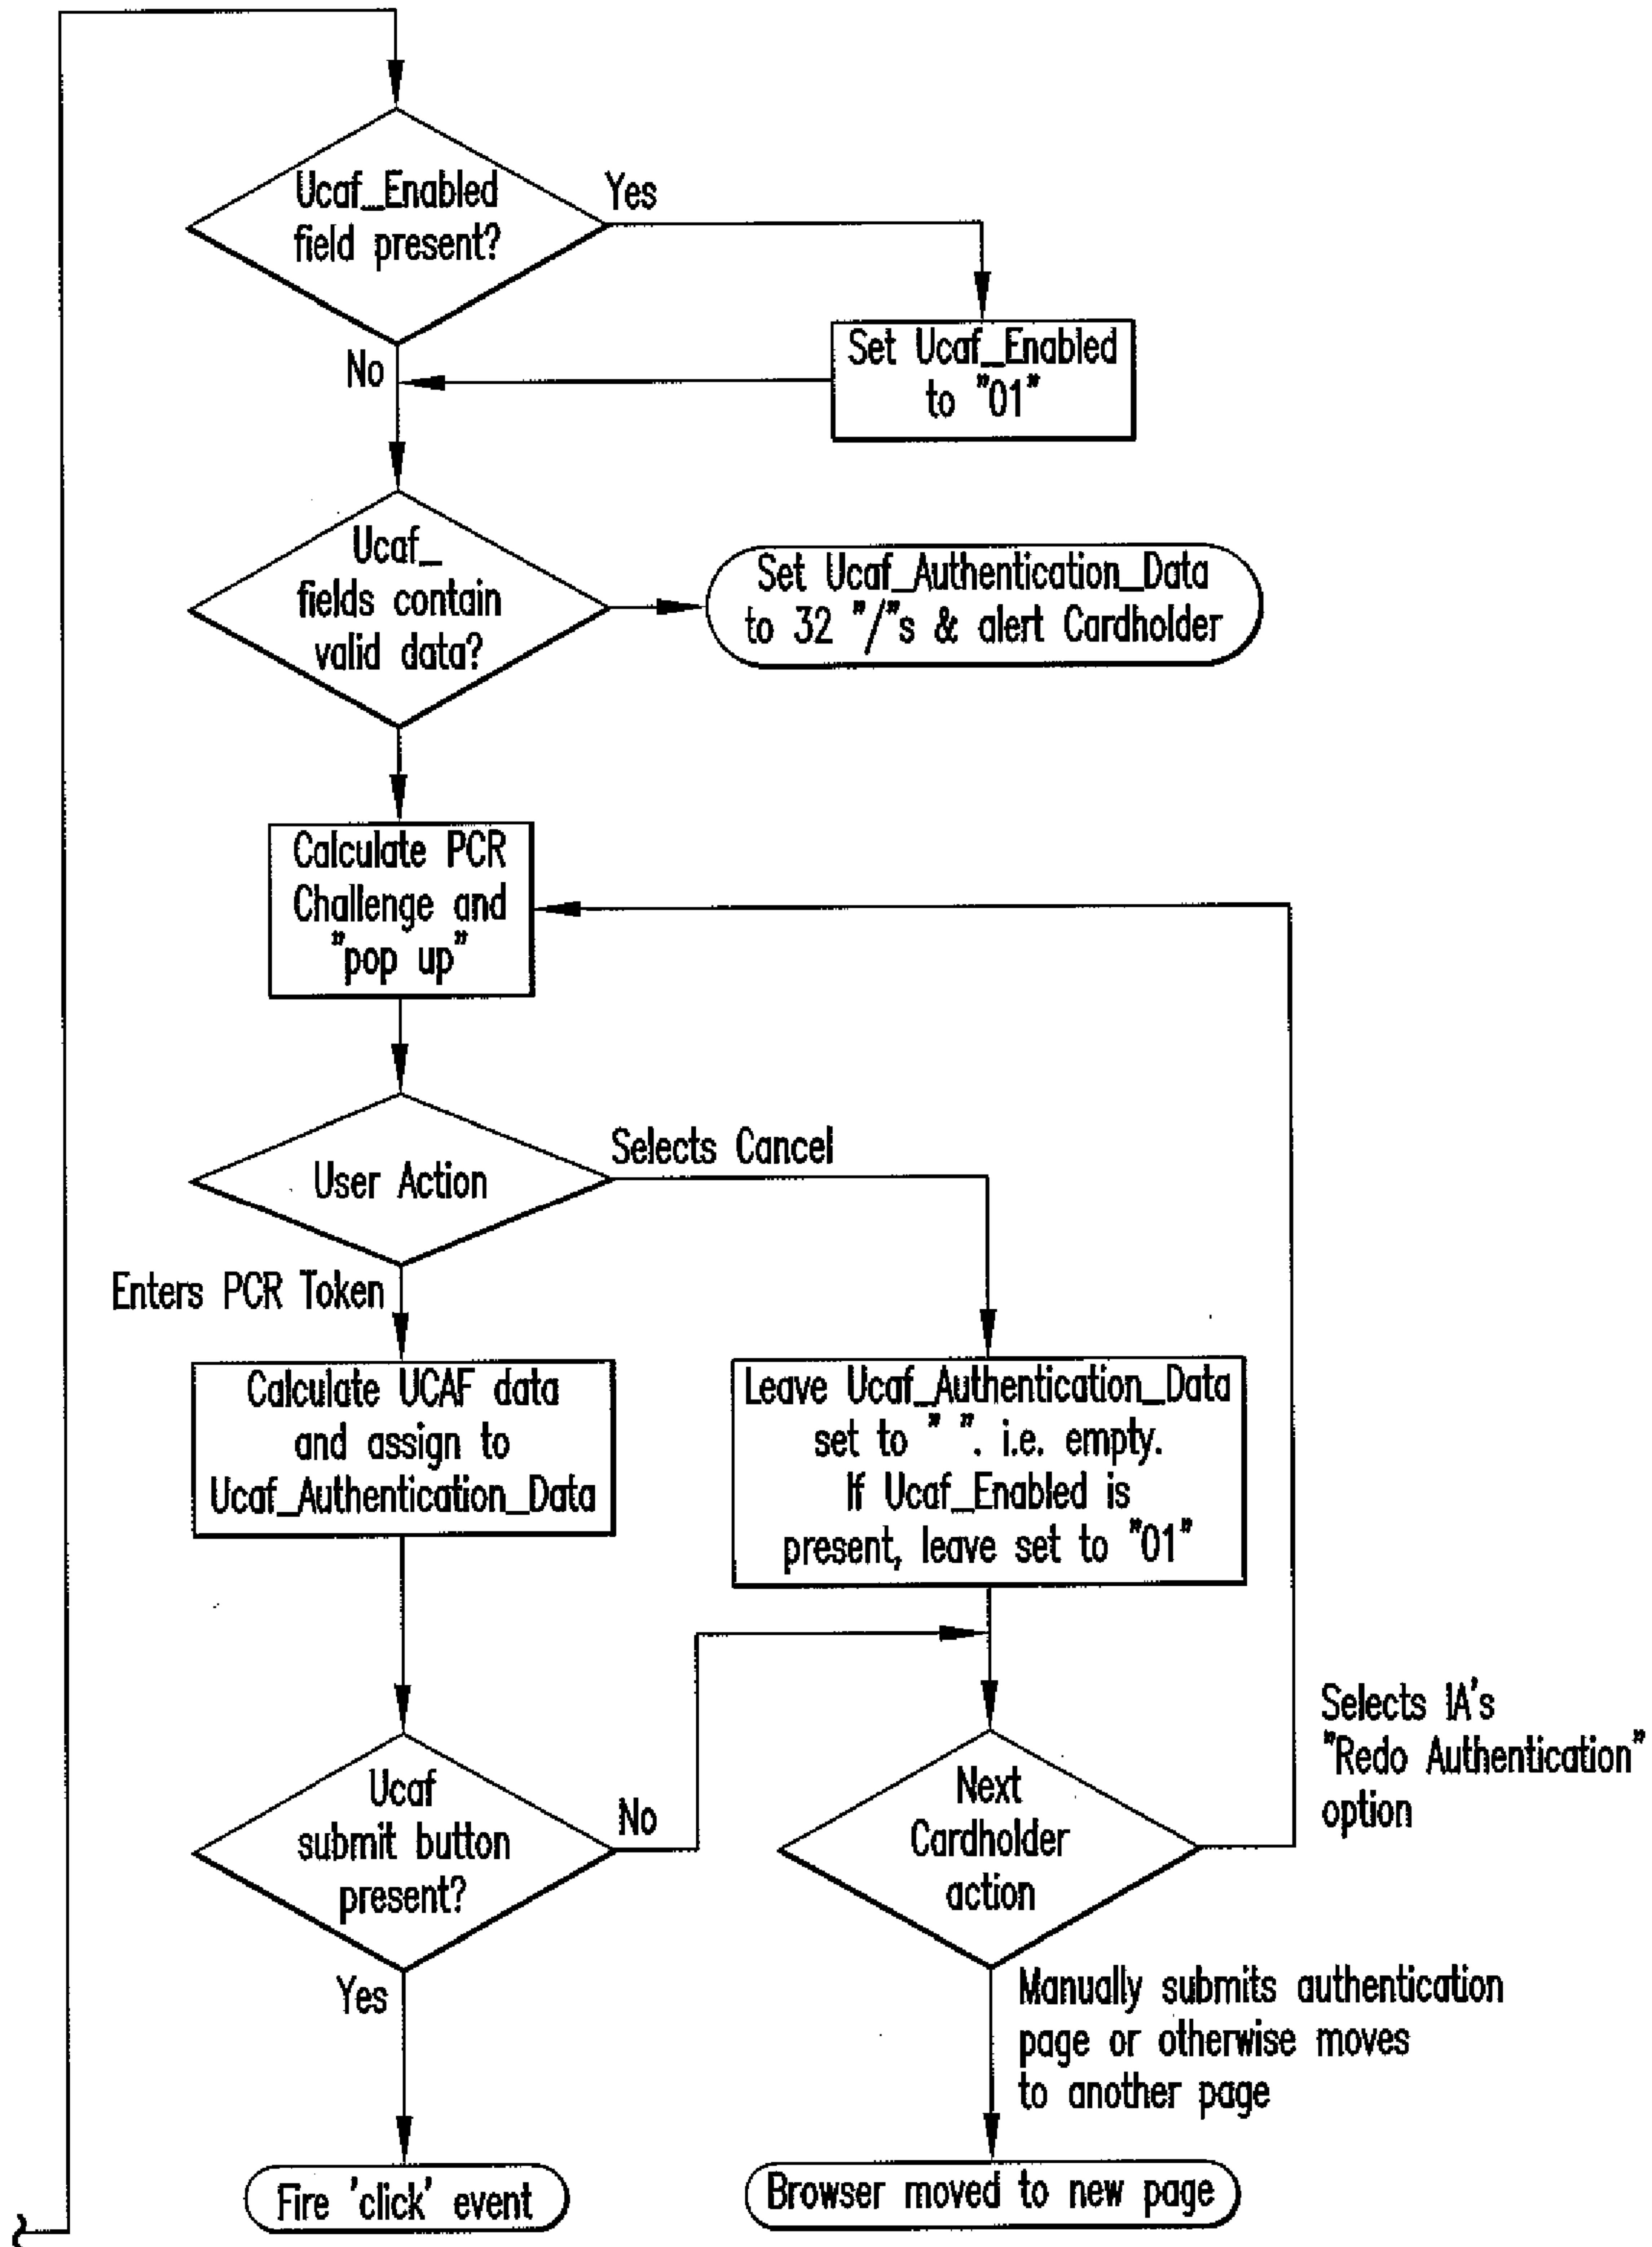 Ucaf_Enabled
field present?
Yes
No
Set Ucaf_Enabled
to "01"
Ucaf_
fields contain
valid data?
Set Ucaf_Authentication_Data
to 32 "/"s & alert Cardholder
Calculate PCR
Challenge and
"pop up"
User Action
Selects Cancel
Enters PCR Token
Calculate UCAF data
and assign to
Ucaf_Authentication_Data
Leave Ucaf_Authentication_Data
set to " ". i.e. empty.
If Ucaf_Enabled is
present, leave set to "01"
Ucaf
submit button
present?
No
Yes
Next
Cardholder
action
Selects IA's
"Redo Authentication"
option
Manually submits authentication
page or otherwise moves
to another page
Fire 'click' event
Browser moved to new page